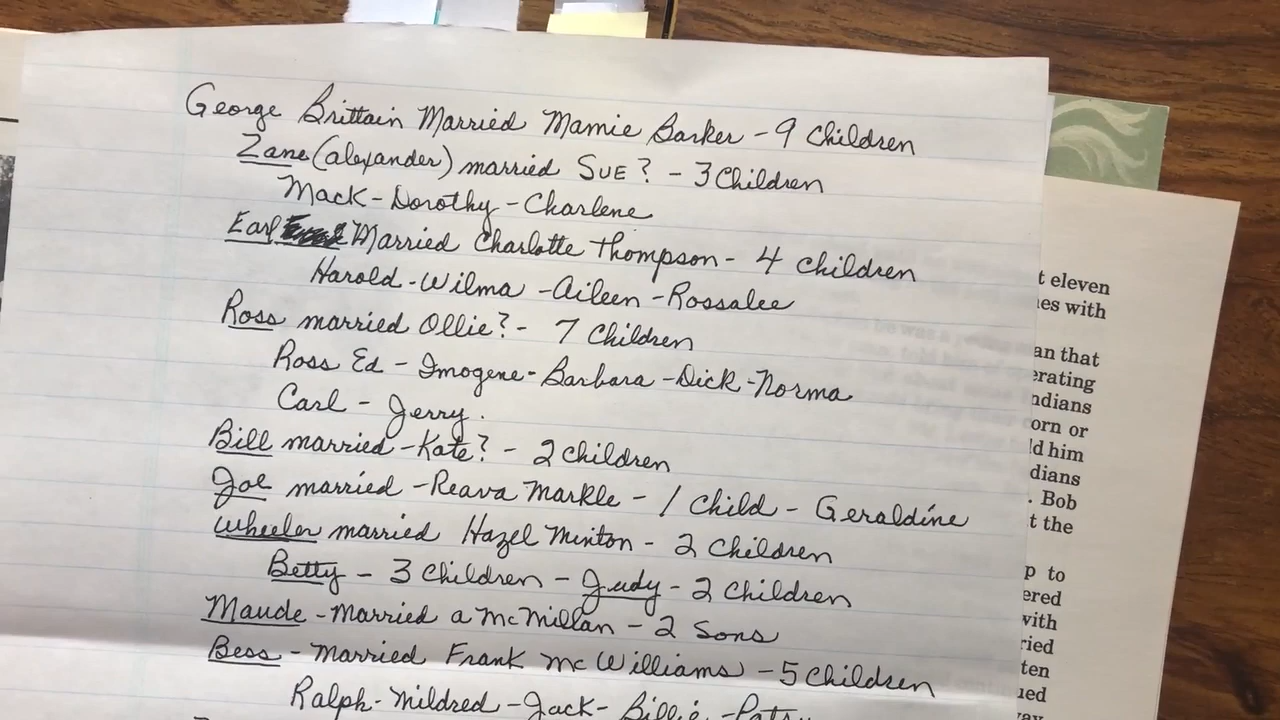 George Brittain Married Mamie Barker - 9 Children
Zane (alexander) married SUE? - 3 Children
Mack - Dorothy - Charlene
Earl Married Charlotte Thompson - 4 Children
Harold - Wilma - Aileen - Rossalee
Ross married Ollie? - 7 Children
Ross Ed - Imogene - Barbara - Dick - Norma
Carl - Jerry.
Bill married - Kate? - 2 Children
Joe married - Reava Markle - 1 Child - Geraldine
Wheeler married Hazel Minton - 2 Children
Betty - 3 Children - Judy - 2 Children
Maude - Married a McMillan - 2 Sons
Bess - Married Frank McWilliams - 5 Children
Ralph - Mildred - Jack - Billie - Patsy
t eleven
es with
an that
erating
ndians
orn or
d him
dians
. Bob
t the
p to
ered
with
ried
ten
ued
way